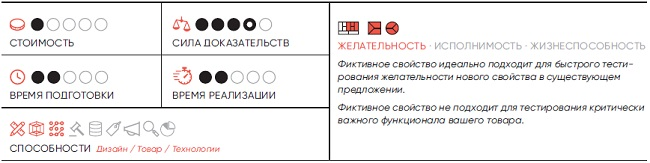 СТОИМОСТЬ
СИЛА ДОКАЗАТЕЛЬСТВ
ВРЕМЯ ПОДГОТОВКИ
ВРЕМЯ РЕАЛИЗАЦИИ
СПОСОБНОСТИ Дизайн / Товар / Технологии
ЖЕЛАТЕЛЬНОСТЬ · ИСПОЛНИМОСТЬ · ЖИЗНЕСПОСОБНОСТЬ
Фиктивное свойство идеально подходит для быстрого тести-
рования желательности нового свойства в существующем
предложении.
Фиктивное свойство не подходит для тестирования критически
важного функционала вашего товара.